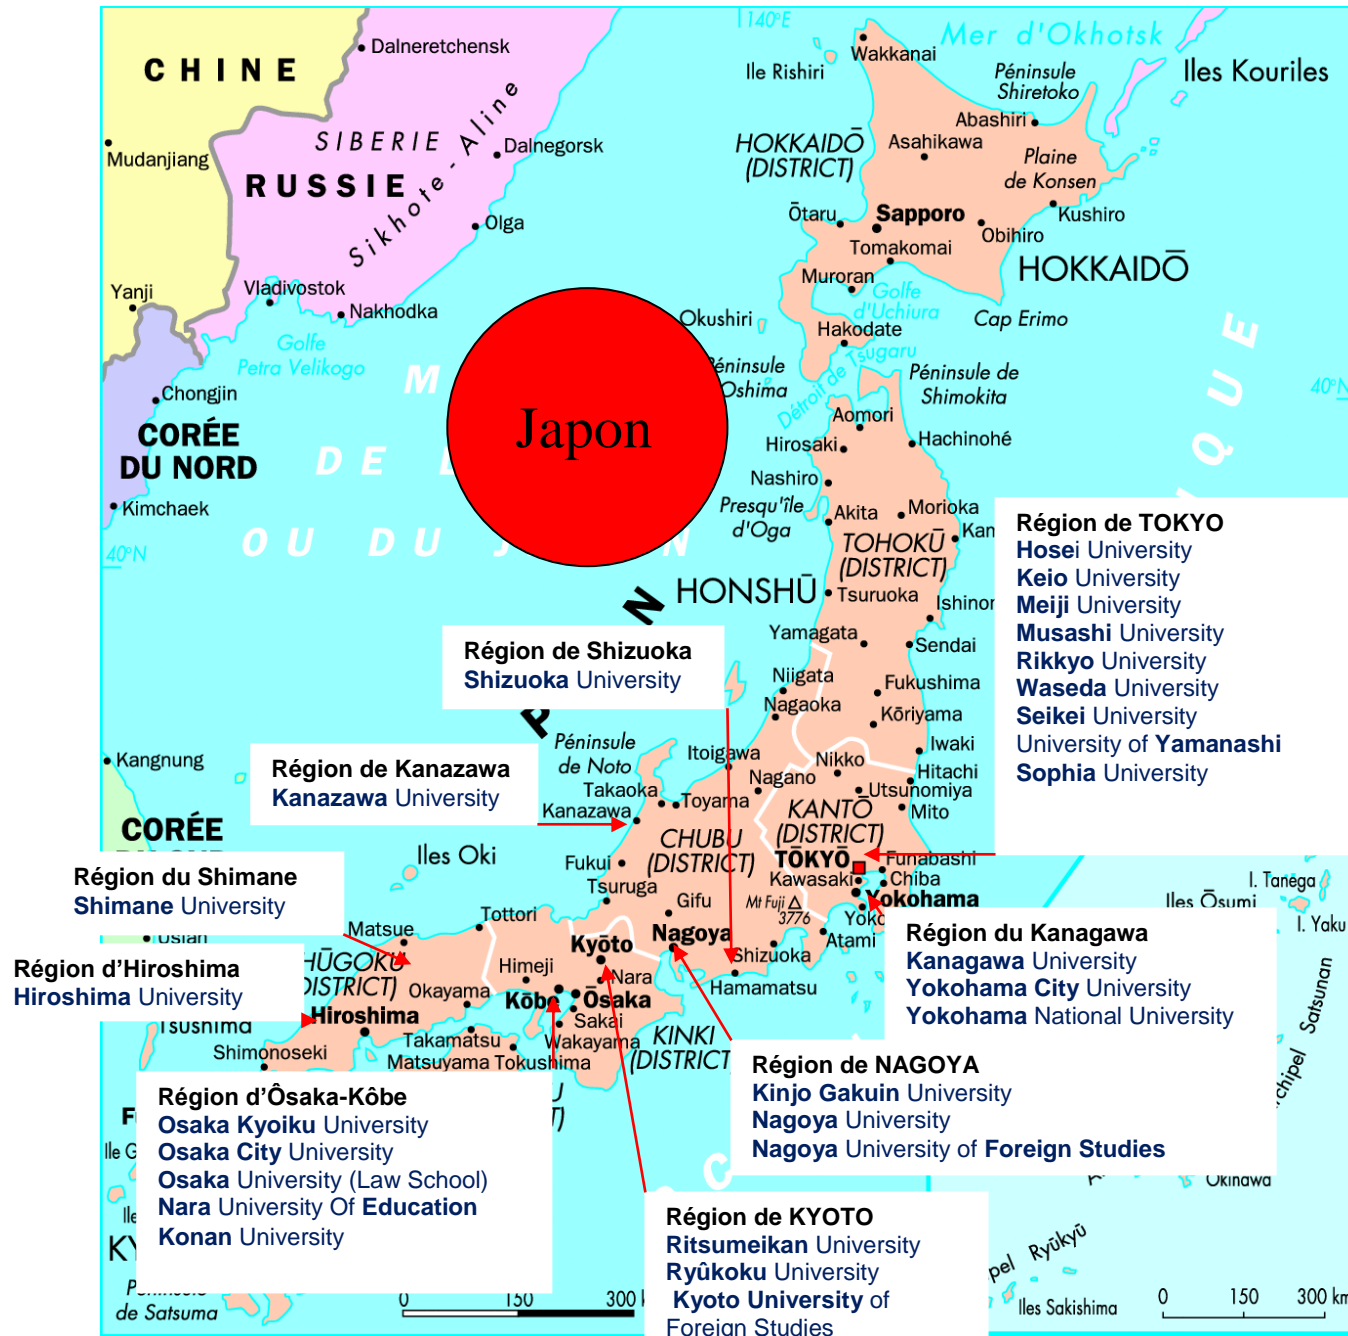 140°E
Mer d'Okhotsk
Dalneretchensk
Wakkanai
CHINE
Ile Rishiri
Péninsule
Shiretoko
Iles Kouriles
Abashiri
SIBERIE
Sikhote-Aline
Dalnegorsk
HOKKAIDŌ
(DISTRICT)
Asahikawa
Mudanjiang
Plaine
de Konsen
RUSSIE
Olga
Ōtaru
Sapporo
Kushiro
Obihiro
Tomakomai
HOKKAIDŌ
Muroran
Yanji
Vladivostok
Nakhodka
Golfe
d'Uchiura
Okushiri
Cap Erimo
Hakodate
Golfe
Petra Velikogo
Détroit de Tsugaru
Péninsule de
Shimokita
40°N
Chongjin
Japon
Aomori
CORÉE
DU NORD
Hirosaki
Hachinohé
Nashiro
Kimchaek
Presqu'île
d'Oga
Akita
Morioka
40°N
OU DU
TOHOKŪ
(DISTRICT)
HONSHŪ
Tsuruoka
Région de TOKYO
Hosei University
Keio University
Meiji University
Musashi University
Rikkyo University
Waseda University
Seikei University
University of Yamanashi
Sophia University
Yamagata
Sendai
Région de Shizuoka
Shizuoka University
Niigata
Fukushima
Nagaoka
Kōriyama
Kangnung
Péninsule
de Noto
Itoigawa
Nikko
Iwaki
Hitachi
Région de Kanazawa
Kanazawa University
Takaoka
Toyama
Nagano
Utsunomiya
Kanazawa
KANTŌ
(DISTRICT)
Mito
CORÉE
CHUBU
(DISTRICT)
Iles Oki
Fukui
TŌKYŌ
Funabashi
Kawasaki
Chiba
Tsuruga
Gifu
Mt Fuji
3776
Yokohama
I. Tanega
Iles Ōsumi
I. Yaku
Région du Shimane
Shimane University
Matsue
Tottori
Kyōto
Nagoya
Atami
Shizuoka
Région du Kanagawa
Kanagawa University
Yokohama City University
Yokohama National University
Région d'Hiroshima
Hiroshima University
Himeji
Nara
Hamamatsu
Okayama
Kōbe
Ōsaka
Hiroshima
Sakai
Tsushima
Takamatsu
Wakayama
KINKI
(DISTRICT)
Shimonoseki
Matsuyama
Tokushima
Région de NAGOYA
Kinjo Gakuin University
Nagoya University
Nagoya University of Foreign Studies
Région d'Ôsaka-Kôbe
Osaka Kyoiku University
Osaka City University
Osaka University (Law School)
Nara University Of Education
Konan University
Okinawa
Satsunan
Ryūkyū
Région de KYOTO
Ritsumeikan University
Ryûkoku University
Kyoto University of
Foreign Studies
de Satsuma
0 150 300
Iles Sakishima
0 150 300 km